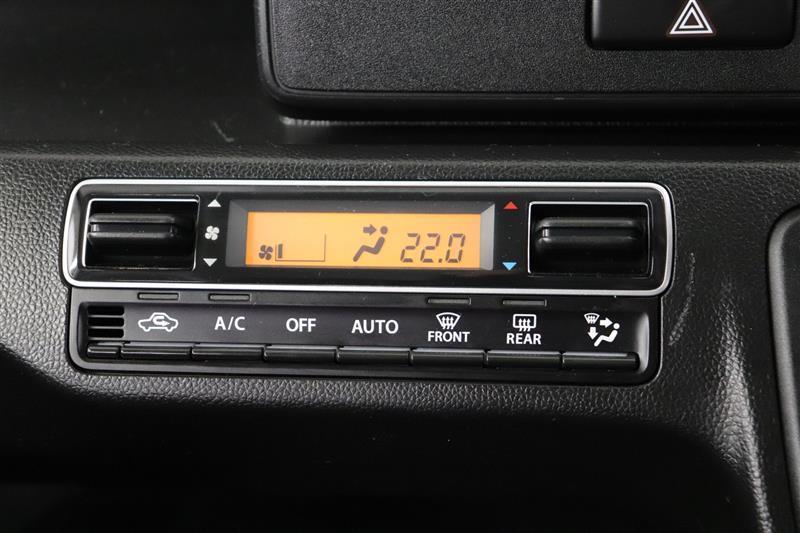 22.0
A/C OFF AUTO FRONT REAR